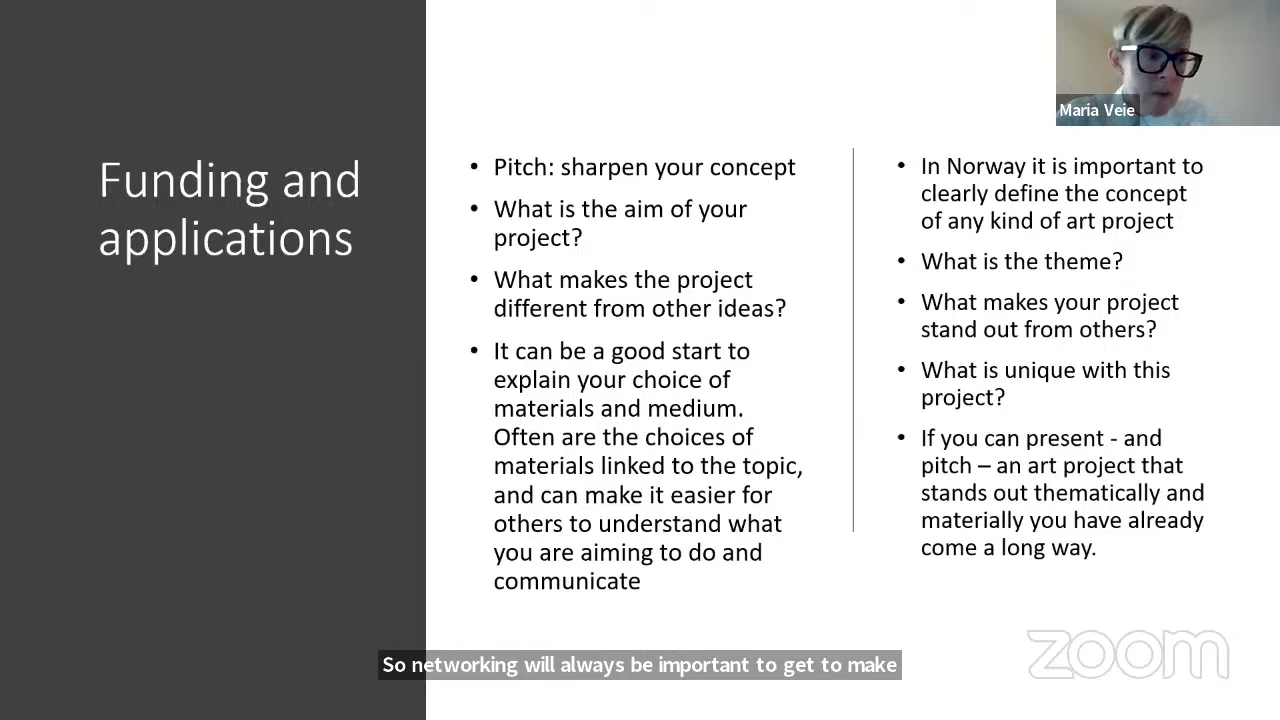 Maria Veie
Funding and
applications
• Pitch: sharpen your concept
• What is the aim of your
project?
• What makes the project
different from other ideas?
• It can be a good start to
explain your choice of
materials and medium.
Often are the choices of
materials linked to the topic,
and can make it easier for
others to understand what
you are aiming to do and
communicate
• In Norway it is important to
clearly define the concept
of any kind of art project
• What is the theme?
• What makes your project
stand out from others?
• What is unique with this
project?
• If you can present - and
pitch – an art project that
stands out thematically and
materially you have already
come a long way.
zoom
So networking will always be important to get to make